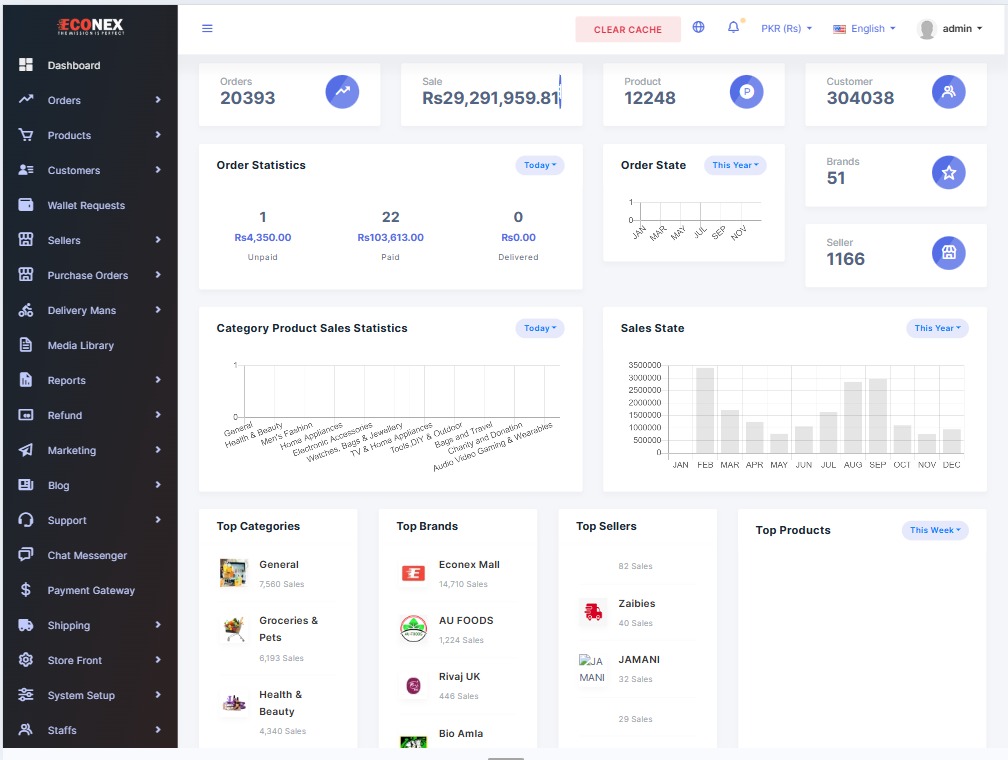 ECONEX
THE MISSION IS PERFECT
CLEAR CACHE
PKR (Rs)
English
admin
Dashboard
Orders
Products
Customers
Wallet Requests
Sellers
Purchase Orders
Delivery Mans
Media Library
Reports
Refund
Marketing
Blog
Support
Chat Messenger
Payment Gateway
Shipping
Store Front
System Setup
Staffs
Orders
20393
Sale
Rs29,291,959.81
Product
12248
P
Customer
304038
Order Statistics
Today
1
22
0
Rs4,350.00
Rs103,613.00
Rs0.00
Unpaid
Paid
Delivered
Order State
This Year
1
0
JAN MAR MAY JUL SEP NOV
Brands
51
Seller
1166
Category Product Sales Statistics
Today
1
0
General
Health & Beauty
Men's Fashion
Home Appliances
Electronic Accessories
Watches, Bags & Jewellery
TV & Home Appliances
Tools,DIY & Outdoor
Bags and Travel
Charity and Donation
Audio Video Gaming & Wearables
Sales State
This Year
3500000
3000000
2500000
2000000
1500000
1000000
500000
0
JAN FEB MAR APR MAY JUN JUL AUG SEP OCT NOV DEC
Top Categories
General
7,560 Sales
Groceries &
Pets
6,193 Sales
Health &
Beauty
4,340 Sales
Top Brands
Econex Mall
14,710 Sales
AU FOODS
AU FOODS
1,224 Sales
Rivaj UK
446 Sales
Bio Amla
Top Sellers
82 Sales
Zaibies
40 Sales
JA
MANI
JAMANI
32 Sales
29 Sales
Top Products
This Week